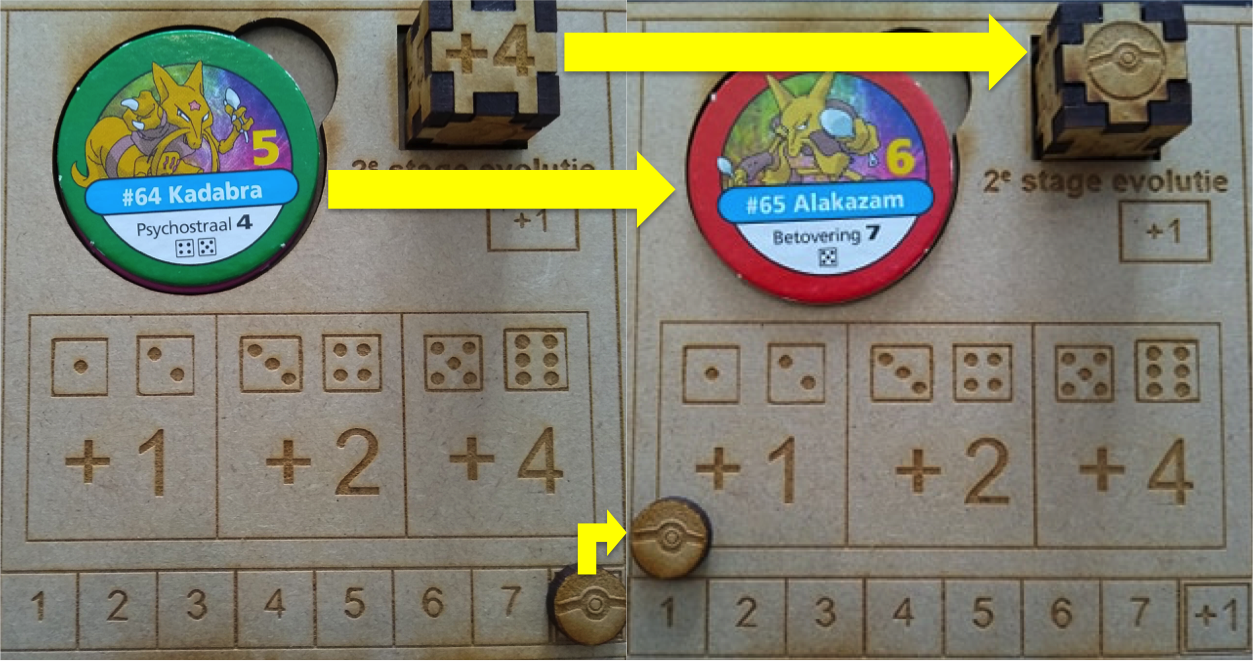 +4
5
#64 Kadabra
Psychostraal 4
2e stage evolutie
+1
+1
+2
+4
1 2 3 4 5 6 7
6
#65 Alakazam
Betovering 7
2e stage evolutie
+1
+1
+2
+4
1 2 3 4 5 6 7 +1